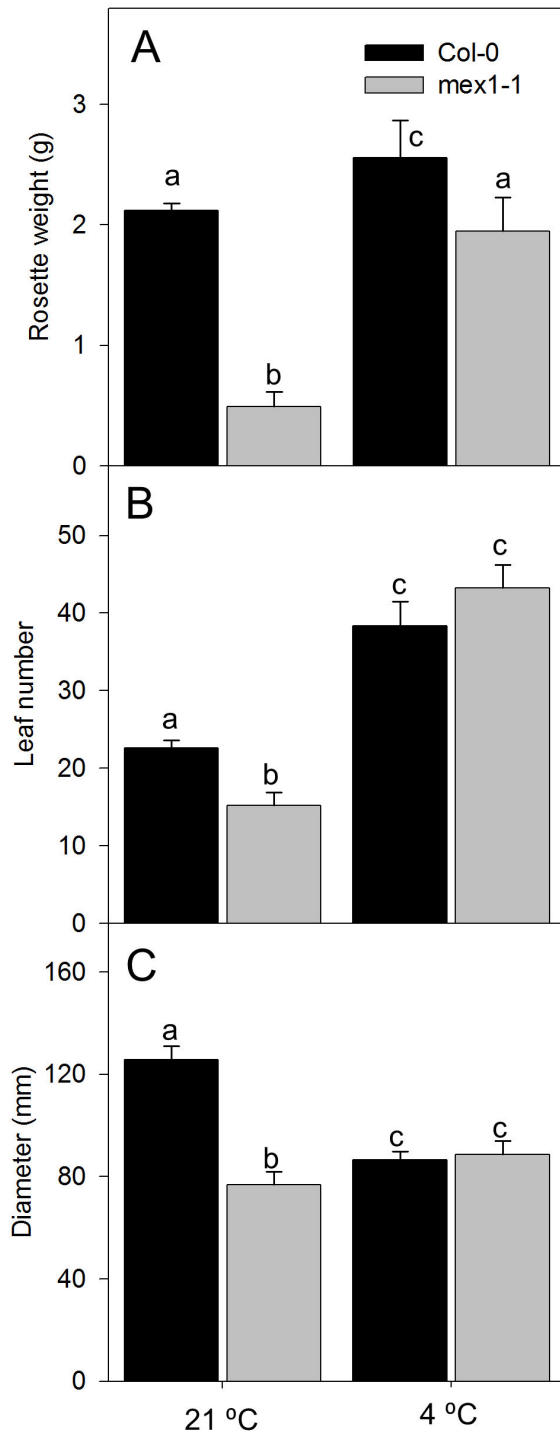 A
Col-0
mex1-1
Rosette weight (g)
3
2
1
0
a
b
c
a
B
Leaf number
50
40
30
20
10
0
a
b
c
c
C
Diameter (mm)
160
120
80
40
0
a
b
c
c
21 ºC
4 ºC